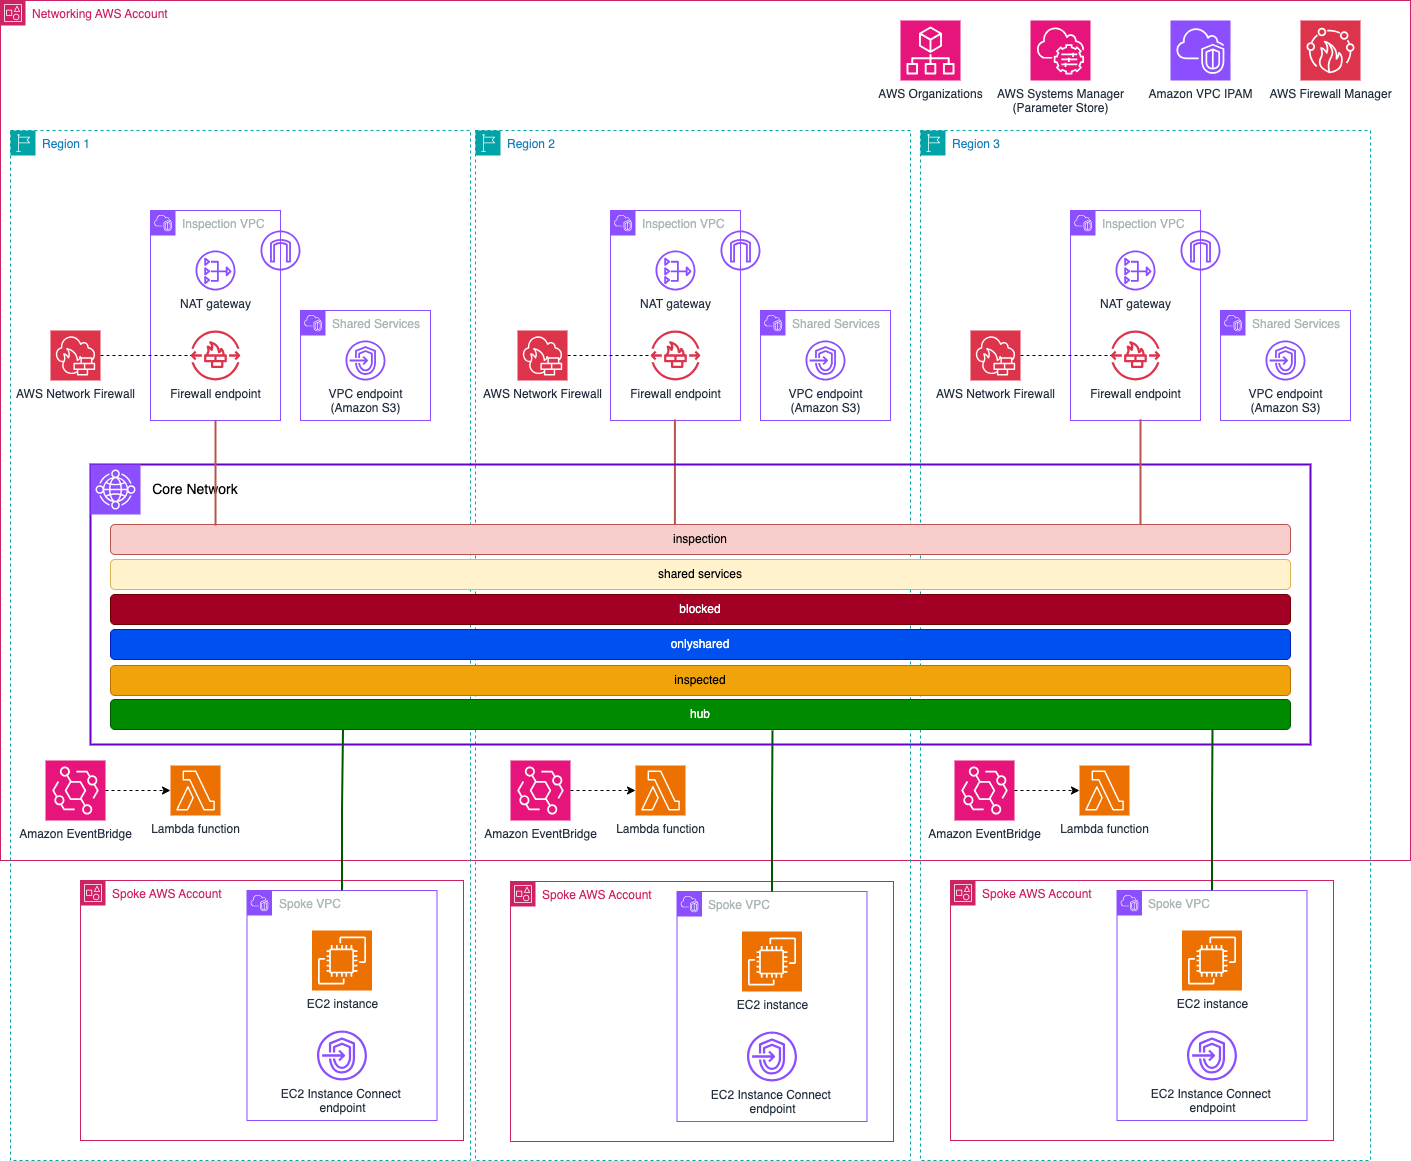 Networking AWS Account
AWS Organizations
AWS Systems Manager
(Parameter Store)
Amazon VPC IPAM
AWS Firewall Manager
Region 1
Region 2
Region 3
Inspection VPC
NAT gateway
Firewall endpoint
AWS Network Firewall
Shared Services
VPC endpoint
(Amazon S3)
Inspection VPC
NAT gateway
Firewall endpoint
AWS Network Firewall
Shared Services
VPC endpoint
(Amazon S3)
Inspection VPC
NAT gateway
Firewall endpoint
AWS Network Firewall
Shared Services
VPC endpoint
(Amazon S3)
Core Network
inspection
shared services
blocked
onlyshared
inspected
hub
Amazon EventBridge
Lambda function
Amazon EventBridge
Lambda function
Amazon EventBridge
Lambda function
Spoke AWS Account
Spoke VPC
EC2 instance
EC2 Instance Connect
endpoint
Spoke AWS Account
Spoke VPC
EC2 instance
EC2 Instance Connect
endpoint
Spoke AWS Account
Spoke VPC
EC2 instance
EC2 Instance Connect
endpoint